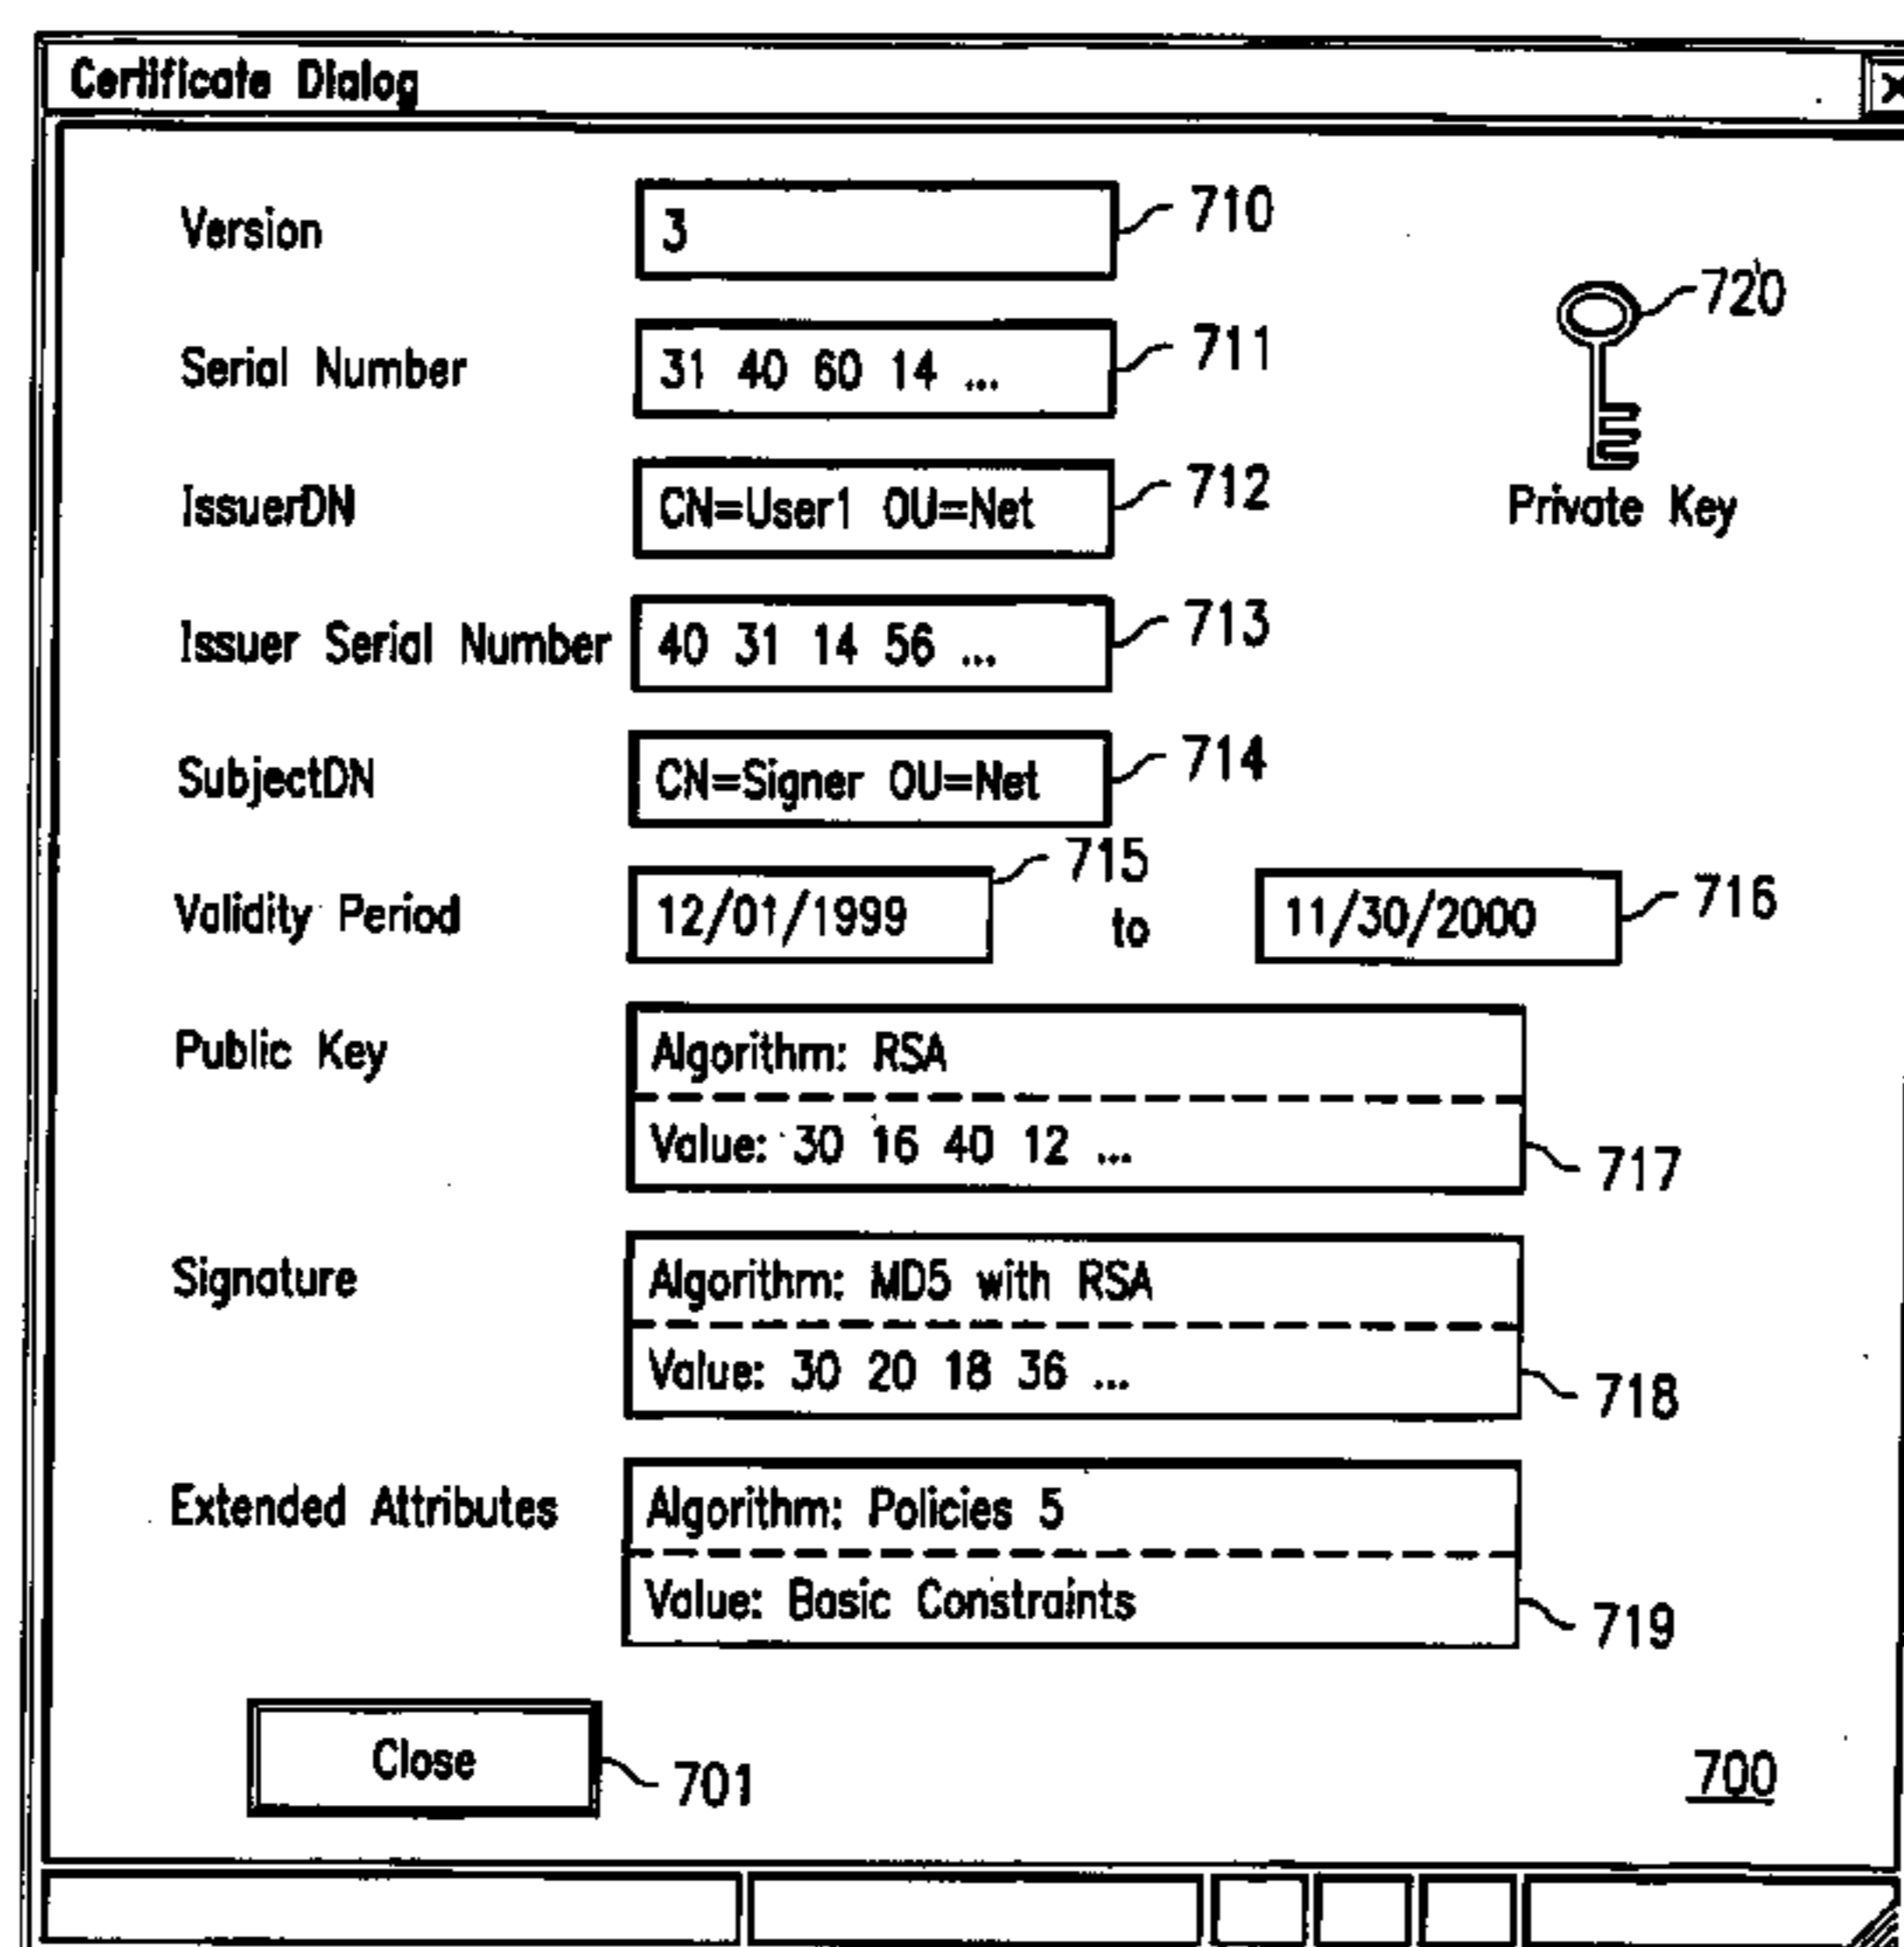 Certificate Dialog
Version 3 710
720
Serial Number 31 40 60 14 ... 711
IssuerDN CN=User1 OU=Net 712
Private Key
Issuer Serial Number 40 31 14 56 ... 713
SubjectDN CN=Signer OU=Net 714
Validity Period 12/01/1999 715 to 11/30/2000 716
Public Key Algorithm: RSA
Value: 30 16 40 12 ... 717
Signature Algorithm: MD5 with RSA
Value: 30 20 18 36 ... 718
Extended Attributes Algorithm: Policies 5
Value: Basic Constraints 719
Close 701
700